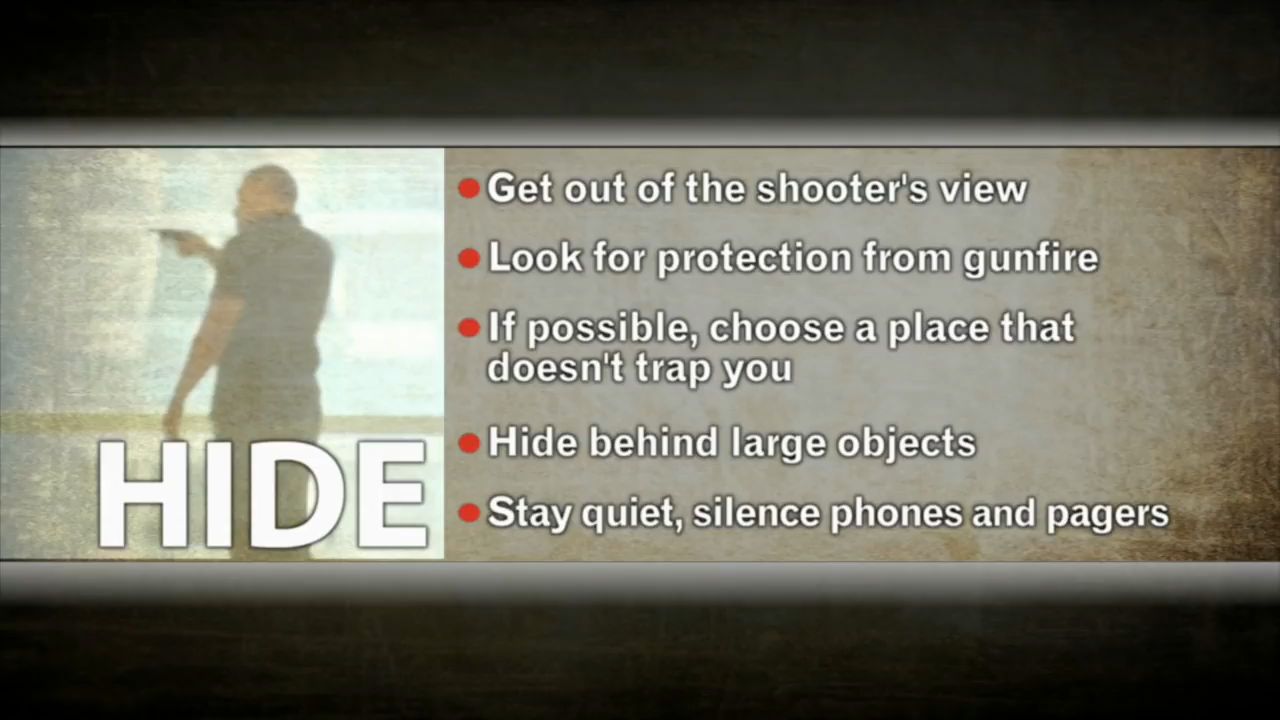 Get out of the shooter's view
Look for protection from gunfire
If possible, choose a place that
doesn't trap you
Hide behind large objects
Stay quiet, silence phones and pagers
HIDE